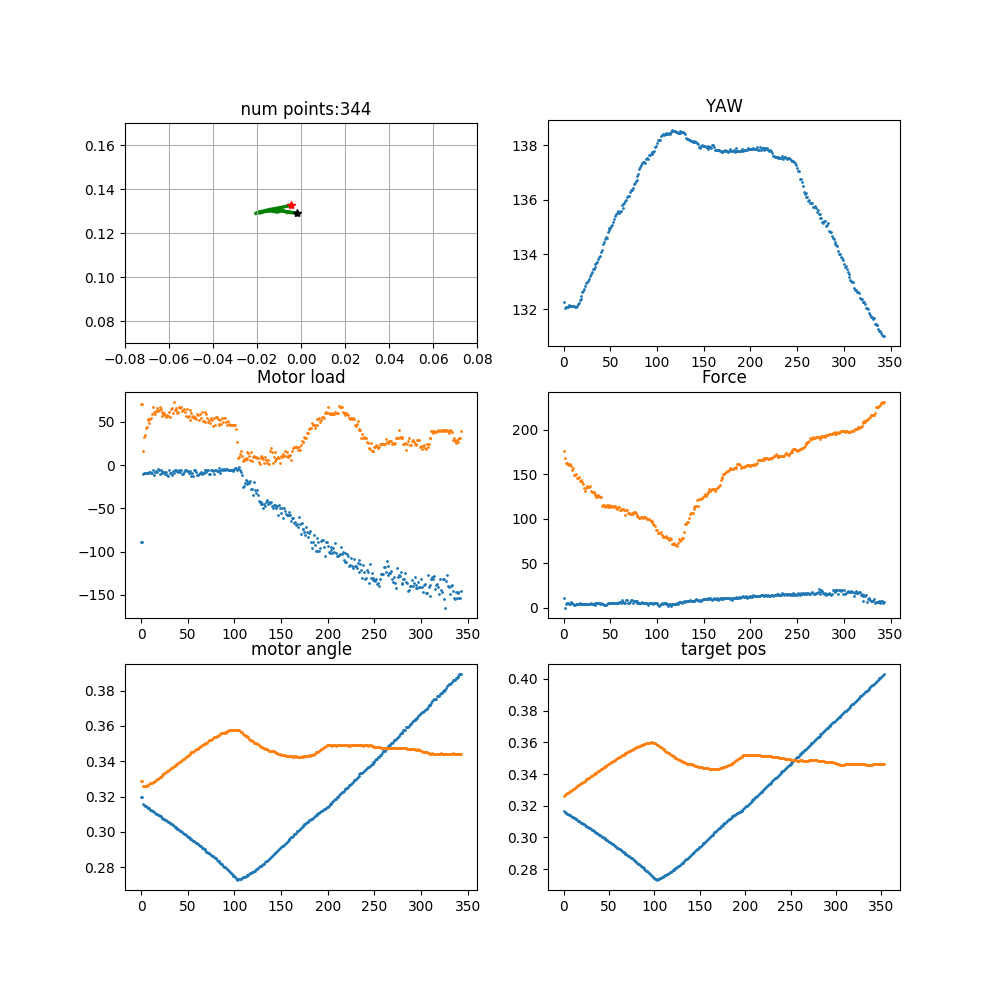 num points:344
0.16
0.14
0.12
0.10
0.08
−0.08 −0.06 −0.04 −0.02 0.00 0.02 0.04 0.06 0.08
YAW
138
136
134
132
0 50 100 150 200 250 300 350
Motor load
50
0
−50
−100
−150
0 50 100 150 200 250 300 350
Force
200
150
100
50
0
0 50 100 150 200 250 300 350
motor angle
0.38
0.36
0.34
0.32
0.30
0.28
0 50 100 150 200 250 300 350
target pos
0.40
0.38
0.36
0.34
0.32
0.30
0.28
0 50 100 150 200 250 300 350